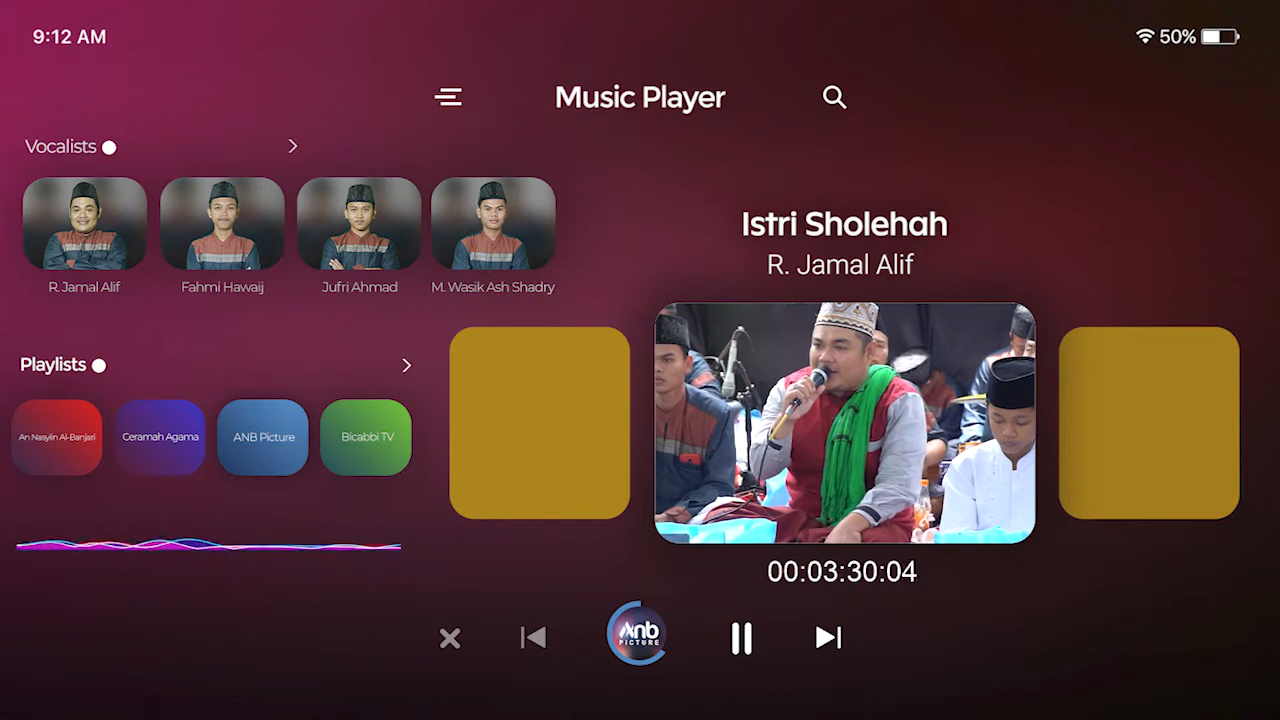 9:12 AM
50%
Music Player
Vocalists
R. Jamal Alif
Fahmi Hawaij
Jufri Ahmad
M. Wasik Ash Shadry
Istri Sholehah
R. Jamal Alif
Playlists
An Nasyiin Al-Banjari
Ceramah Agama
ANB Picture
Bicabbi TV
00:03:30:04
Anb
PICTURE